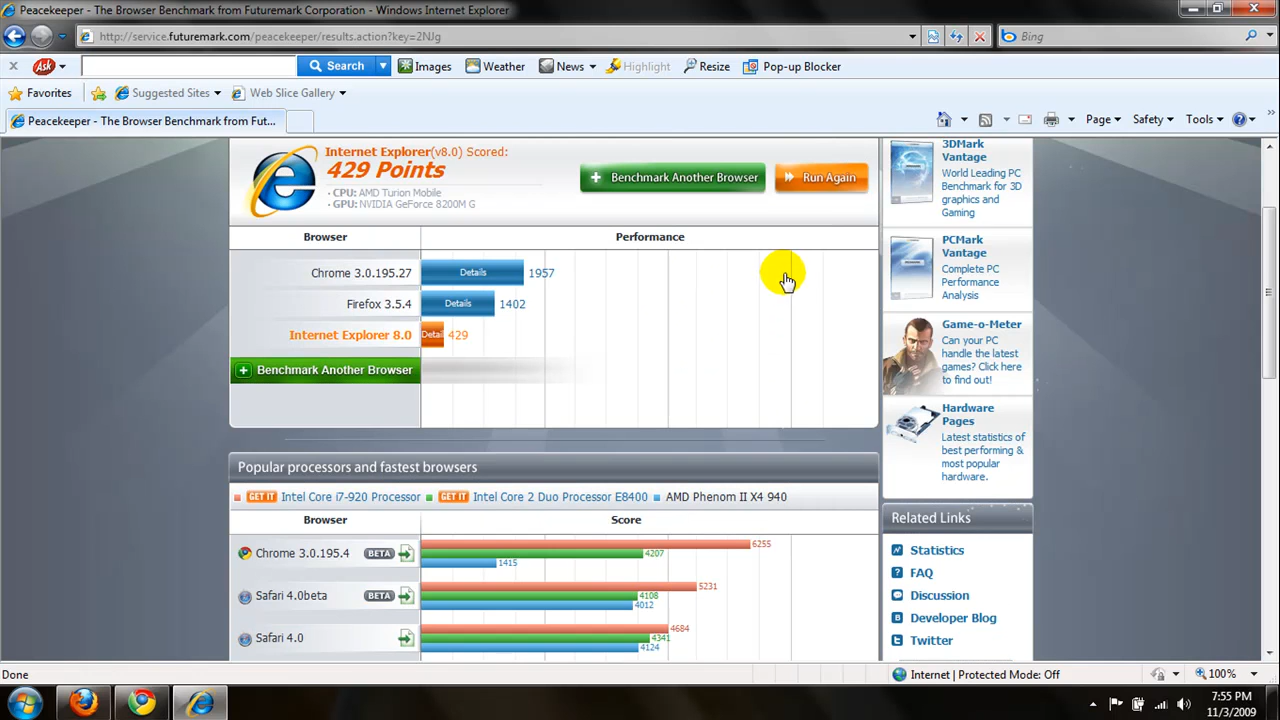 Peacekeeper - The Browser Benchmark from Futuremark Corporation - Windows Internet Explorer
http://service.futuremark.com/peacekeeper/results.action?key=2NJg
Bing
Ask
Search
Images
Weather
News
Highlight
Resize
Pop-up Blocker
Favorites
Suggested Sites
Web Slice Gallery
Peacekeeper - The Browser Benchmark from Fut...
Page
Safety
Tools
Internet Explorer(v8.0) Scored:
429 Points
· CPU: AMD Turion Mobile
· GPU: NVIDIA GeForce 8200M G
Benchmark Another Browser
Run Again
Browser
Performance
Chrome 3.0.195.27
Details
1957
Firefox 3.5.4
Details
1402
Internet Explorer 8.0
Detail
429
Benchmark Another Browser
Popular processors and fastest browsers
GET IT Intel Core i7-920 Processor
GET IT Intel Core 2 Duo Processor E8400
AMD Phenom II X4 940
Browser
Score
Chrome 3.0.195.4
BETA
6255
4207
1415
Safari 4.0beta
BETA
5231
4108
4012
Safari 4.0
4684
4341
4124
3DMark
Vantage
World Leading PC
Benchmark for 3D
graphics and
Gaming
PCMark
Vantage
Complete PC
Performance
Analysis
Game-o-Meter
Can your PC
handle the latest
games? Click here
to find out!
Hardware
Pages
Latest statistics of
best performing &
most popular
hardware.
Related Links
Statistics
FAQ
Discussion
Developer Blog
Twitter
Done
Internet | Protected Mode: Off
100%
7:55 PM
11/3/2009